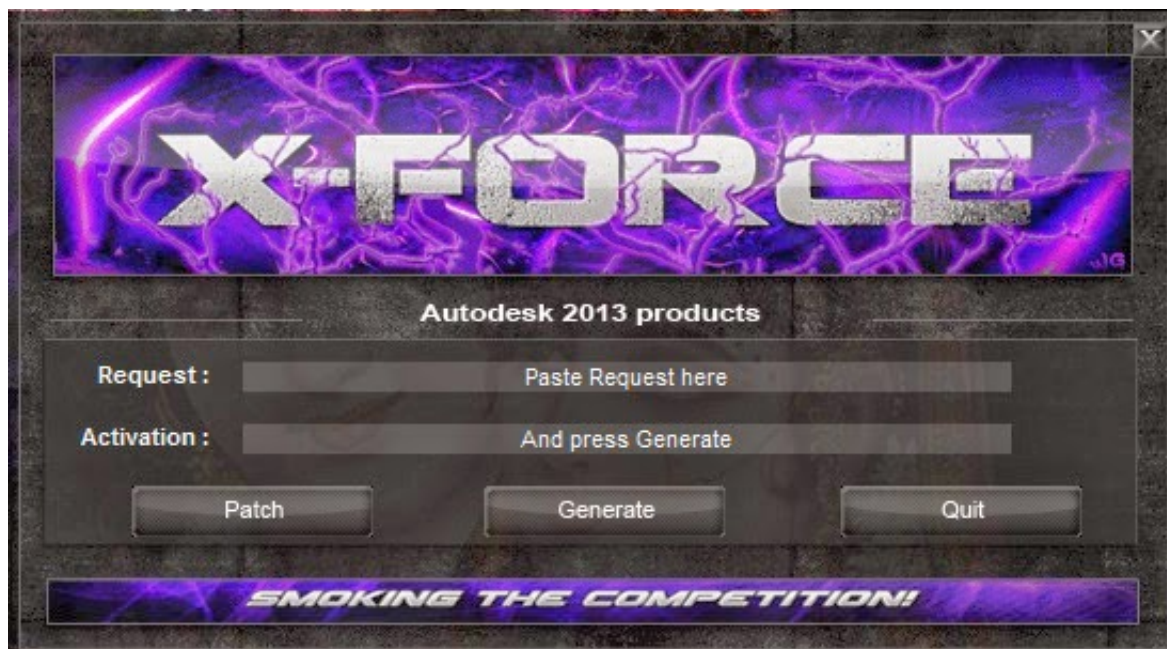 X-FORCE
Autodesk 2013 products
Request :
Paste Request here
Activation :
And press Generate
Patch
Generate
Quit
SMOKING THE COMPETITION!